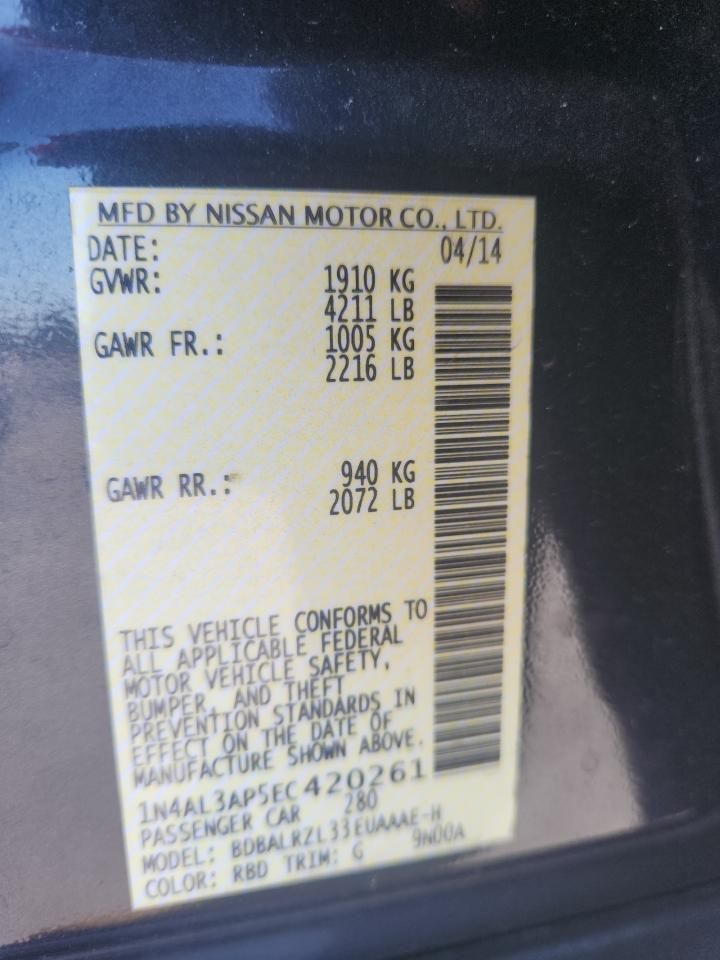 MFD BY NISSAN MOTOR CO., LTD.
DATE: 04/14
GVWR: 1910 KG
4211 LB
GAWR FR.: 1005 KG
2216 LB
GAWR RR.: 940 KG
2072 LB
THIS VEHICLE CONFORMS TO
ALL APPLICABLE FEDERAL
MOTOR VEHICLE SAFETY,
BUMPER, AND THEFT
PREVENTION STANDARDS IN
EFFECT ON THE DATE OF
MANUFACTURE SHOWN ABOVE.
1N4AL3AP5EC420261
PASSENGER CAR 280
MODEL: BDBALRZL33EUAAAE-H
COLOR: RBD TRIM: G 9N00A